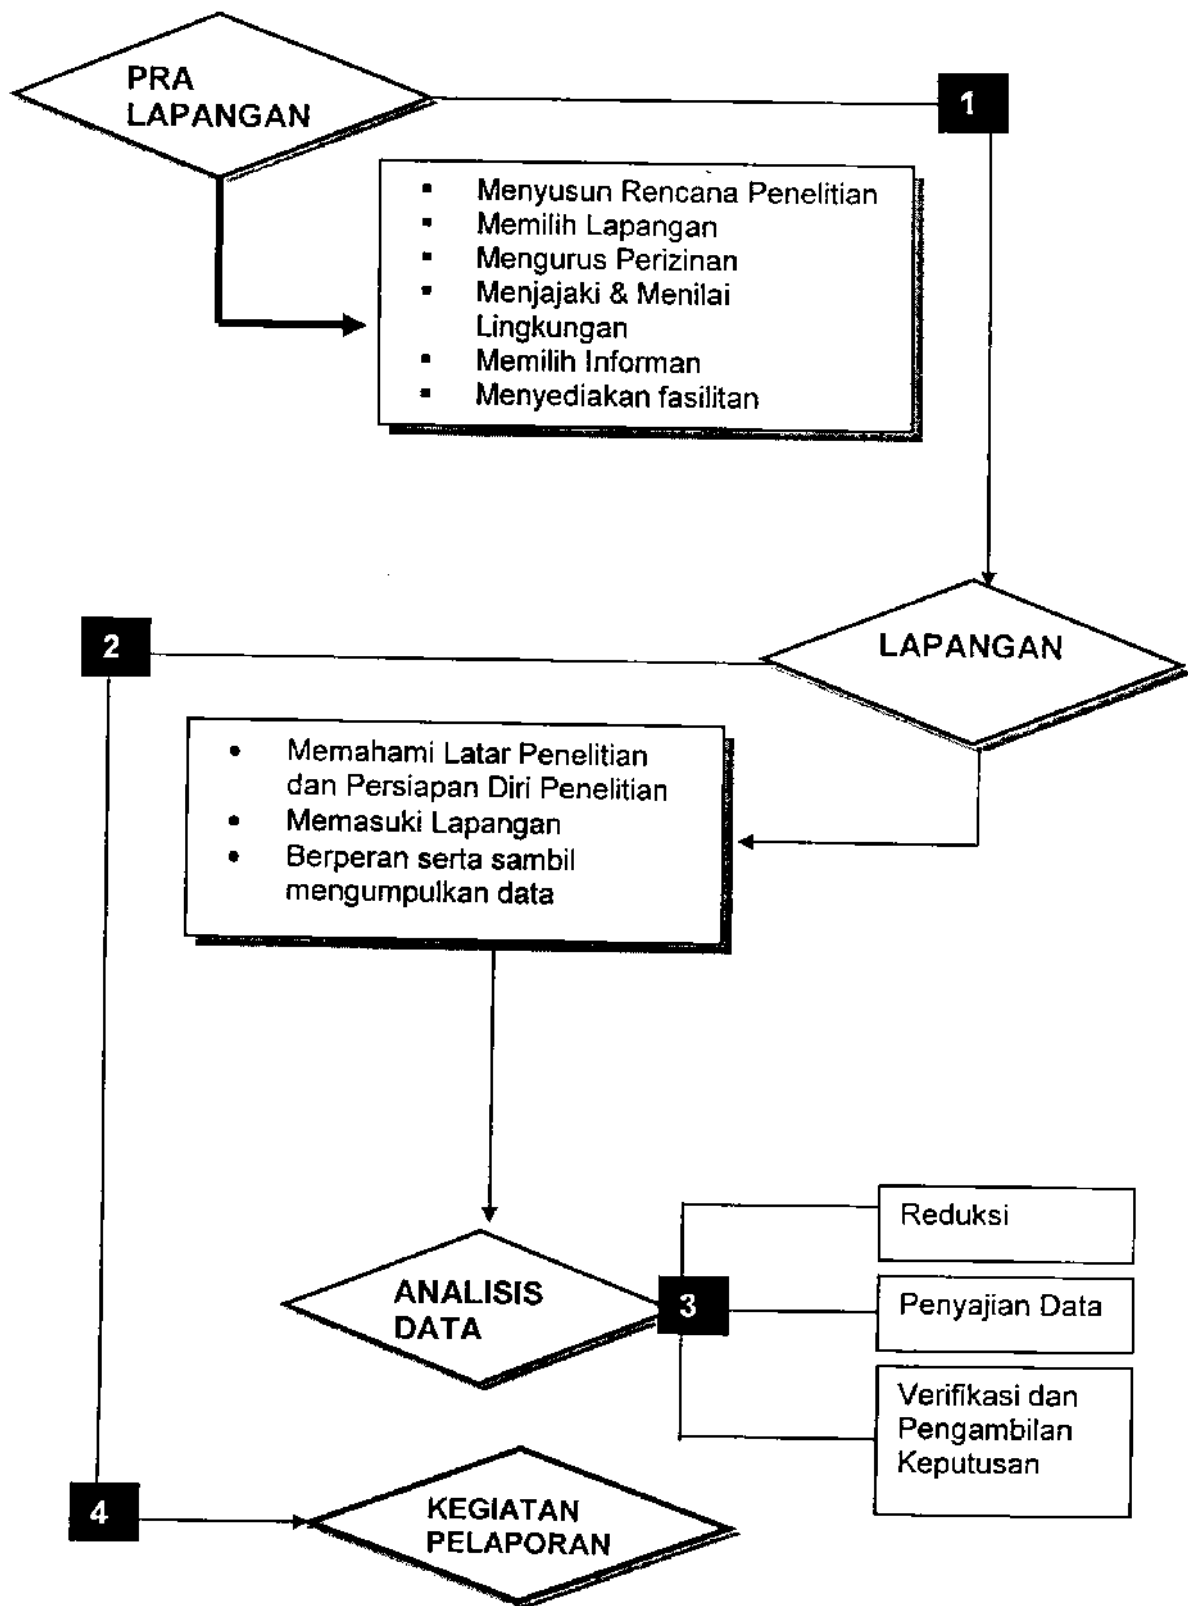 PRA
LAPANGAN
1
▪ Menyusun Rencana Penelitian
▪ Memilih Lapangan
▪ Mengurus Perizinan
▪ Menjajaki & Menilai
Lingkungan
▪ Memilih Informan
▪ Menyediakan fasilitan
LAPANGAN
2
• Memahami Latar Penelitian
dan Persiapan Diri Penelitian
• Memasuki Lapangan
• Berperan serta sambil
mengumpulkan data
ANALISIS
DATA
3
Reduksi
Penyajian Data
Verifikasi dan
Pengambilan
Keputusan
4
KEGIATAN
PELAPORAN